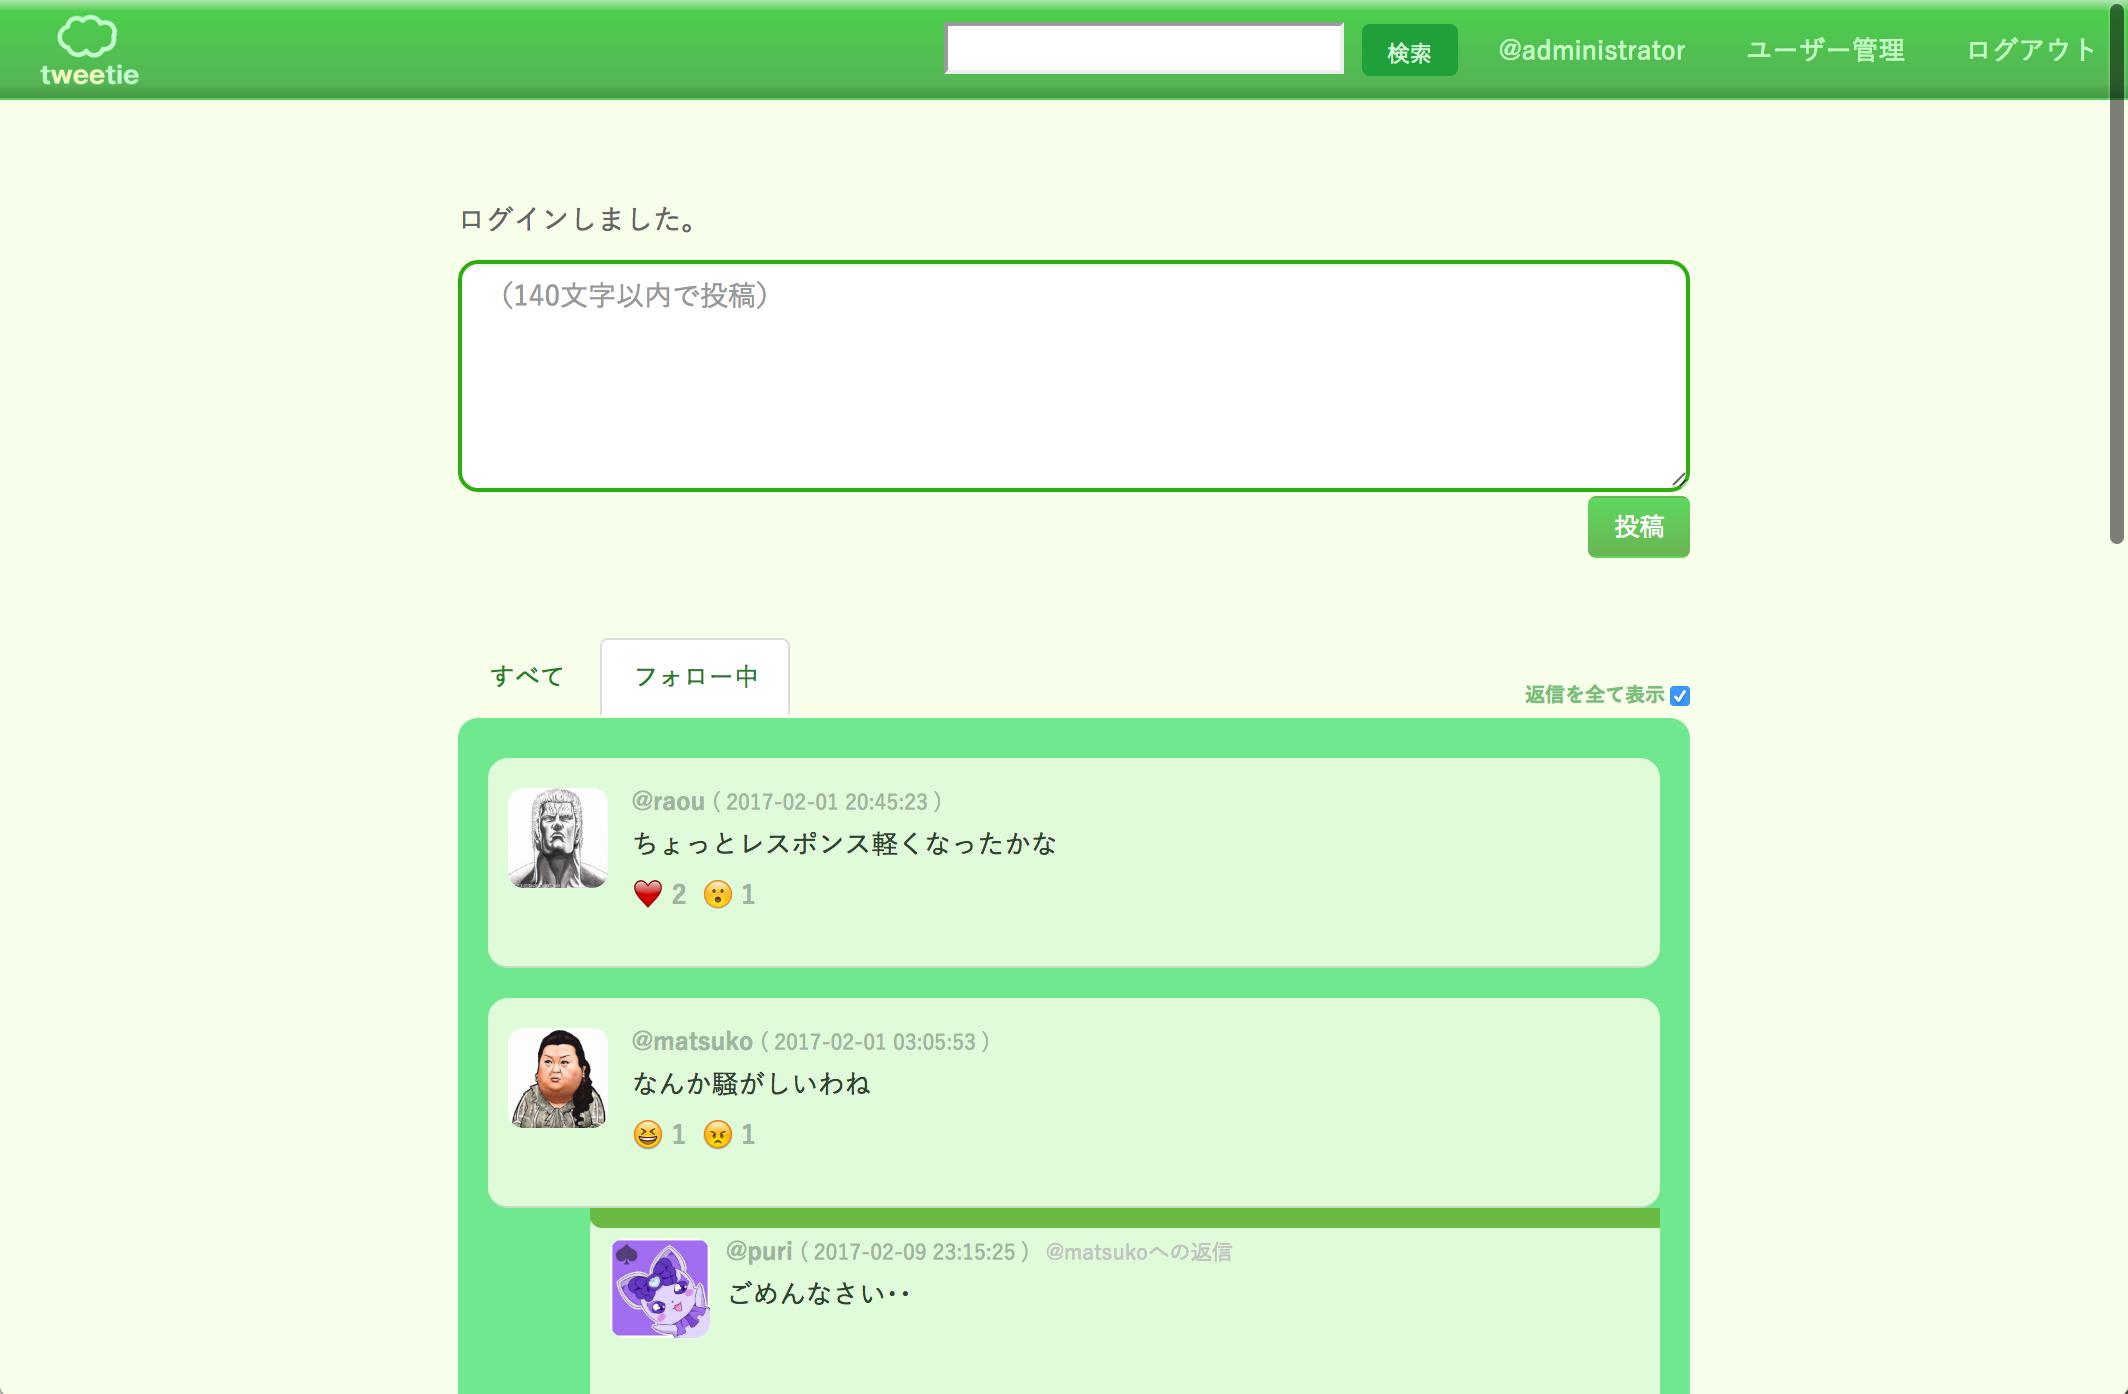 tweetie
検索
@administrator
ユーザー管理
ログアウト
ログインしました。
（140文字以内で投稿）
投稿
すべて
フォロー中
返信を全て表示
@raou ( 2017-02-01 20:45:23 )
ちょっとレスポンス軽くなったかな
2 1
@matsuko ( 2017-02-01 03:05:53 )
なんか騒がしいわね
1 1
@puri ( 2017-02-09 23:15:25 ) @matsukoへの返信
ごめんなさい･･